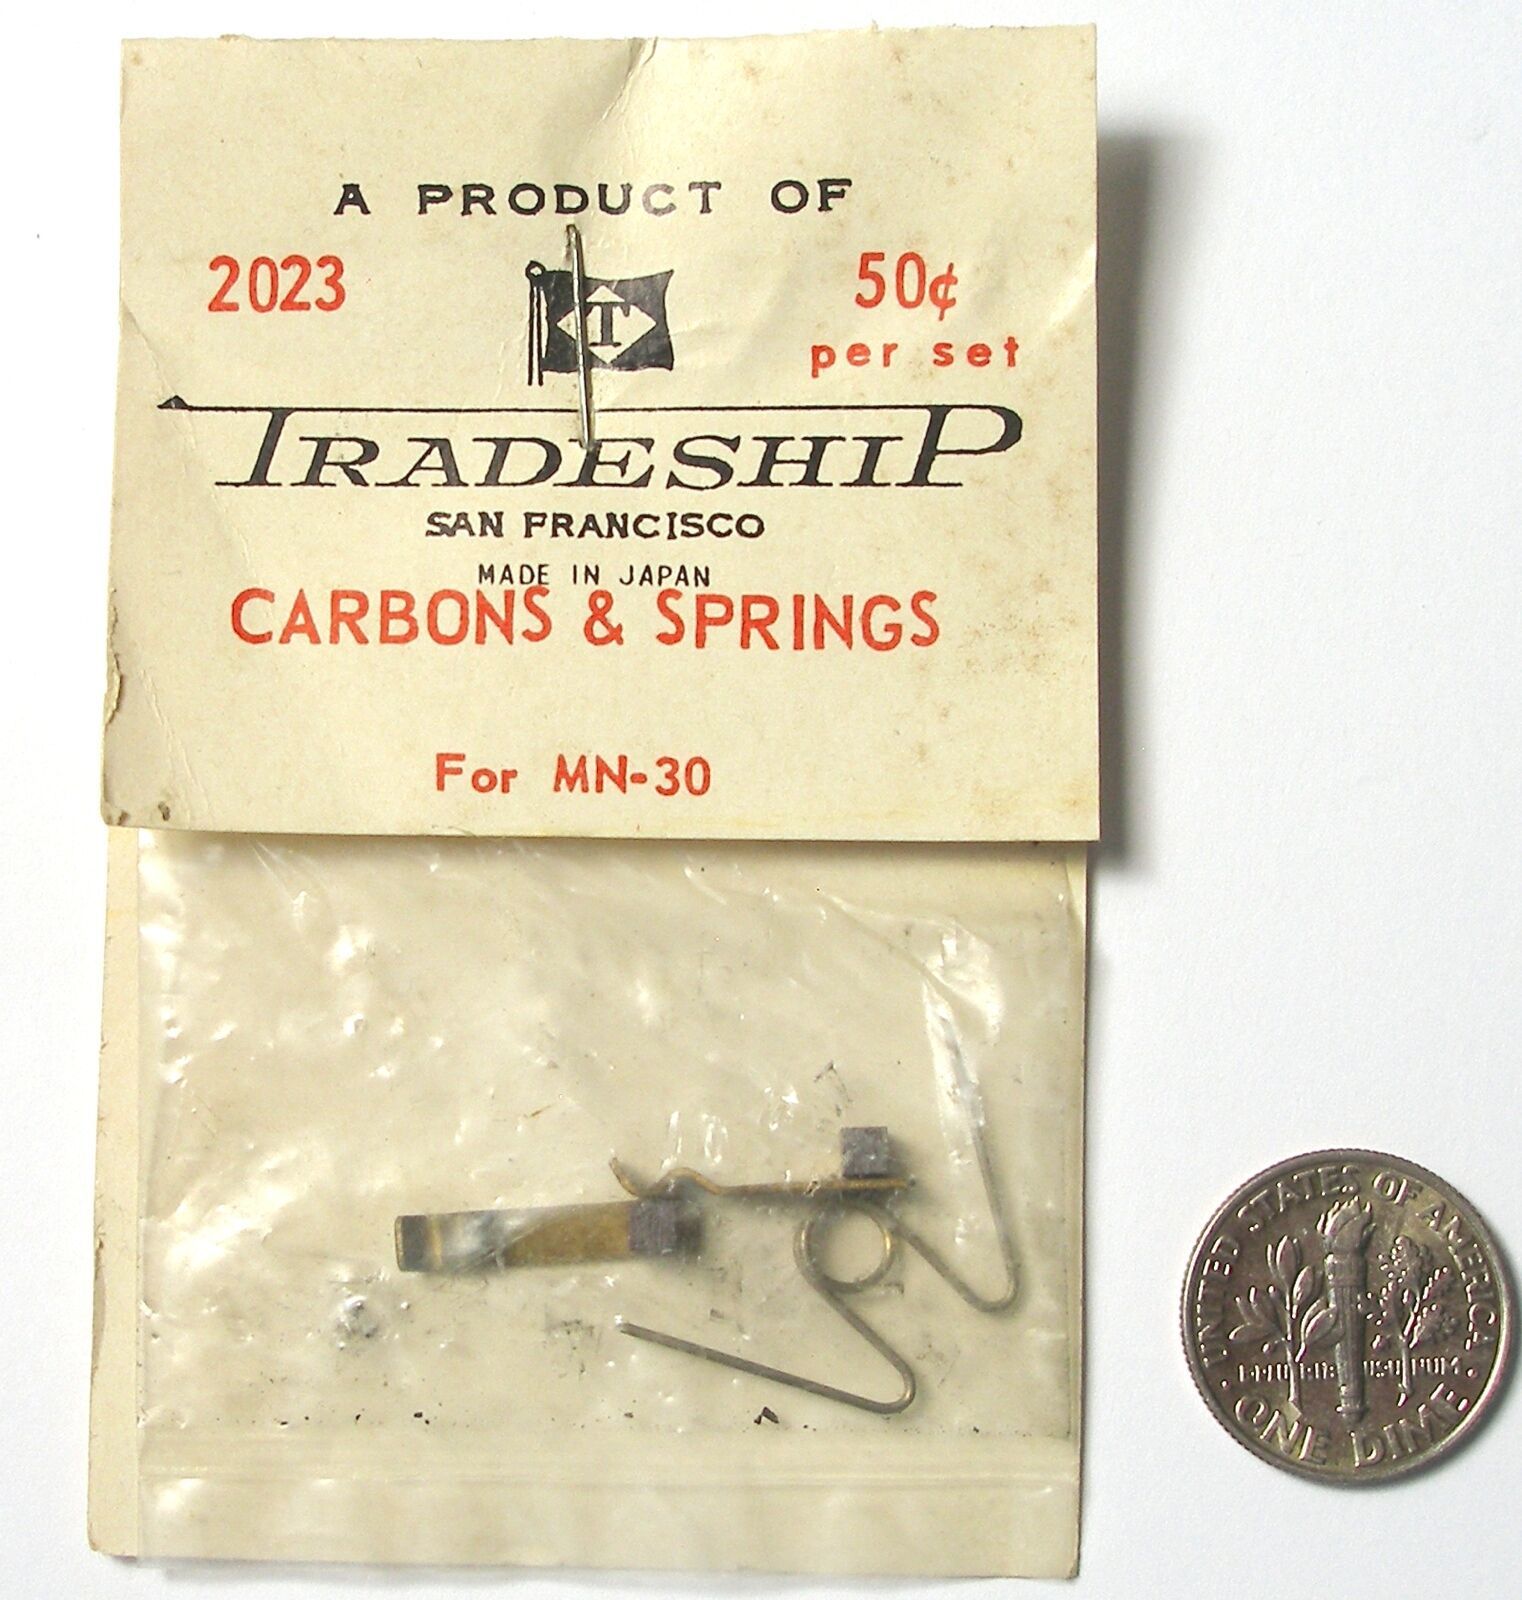 A PRODUCT OF
2023
T
50¢
per set
TRADESHIP
SAN FRANCISCO
MADE IN JAPAN
CARBONS & SPRINGS
For MN-30
UNITED STATES OF AMERICA
ONE DIME